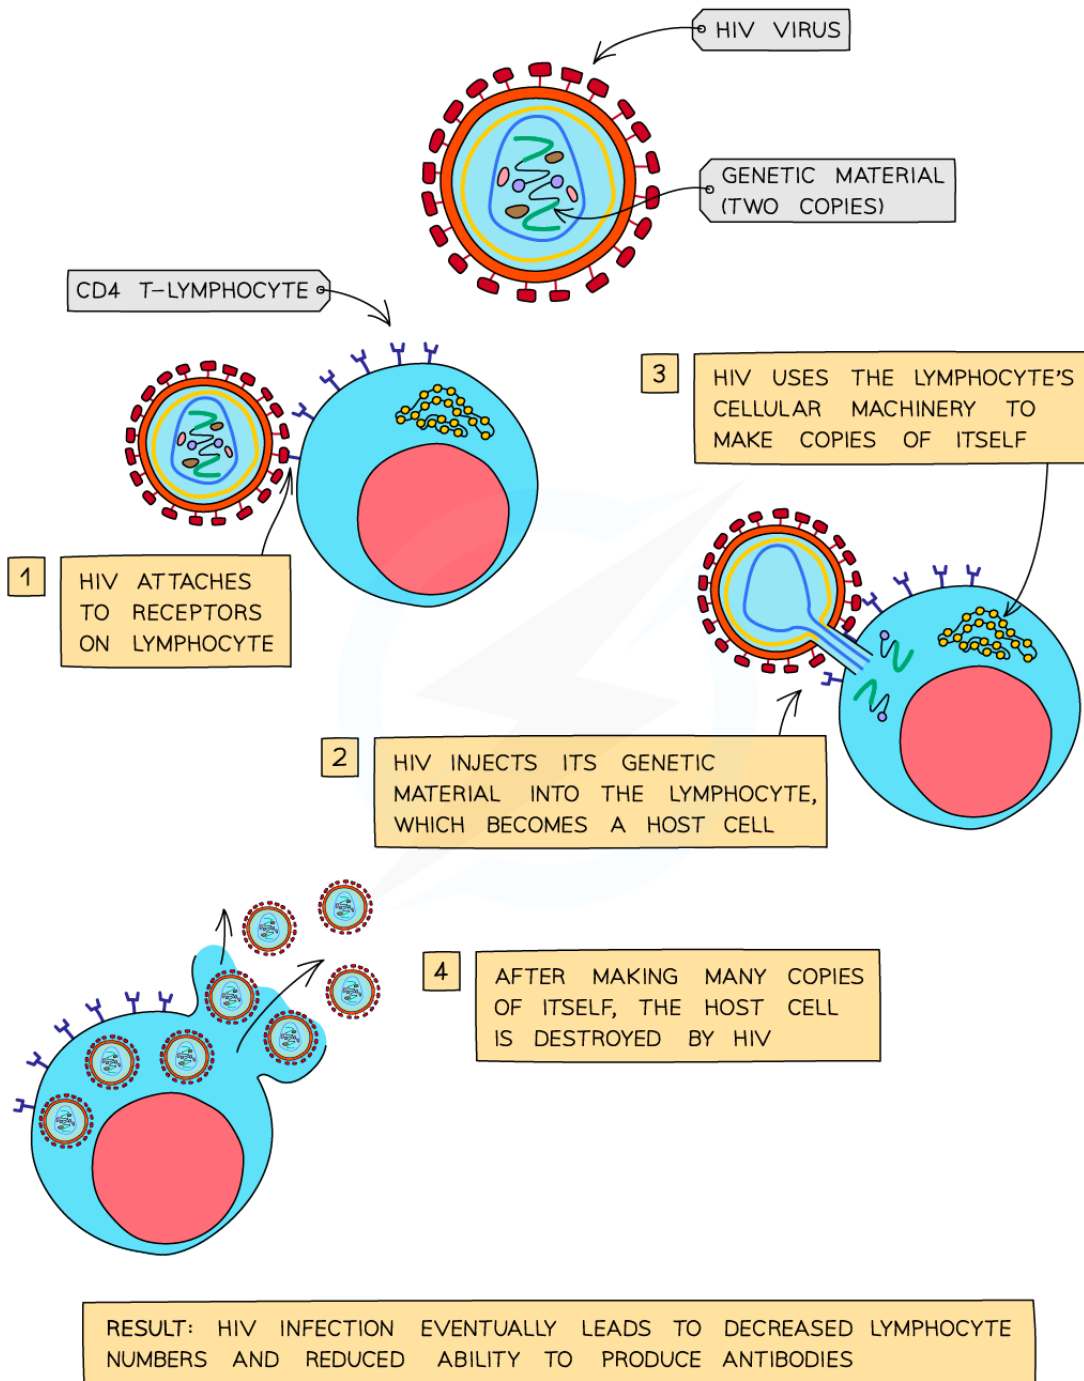 HIV VIRUS
GENETIC MATERIAL
(TWO COPIES)
CD4 T-LYMPHOCYTE
1
HIV ATTACHES
TO RECEPTORS
ON LYMPHOCYTE
3
HIV USES THE LYMPHOCYTE'S
CELLULAR MACHINERY TO
MAKE COPIES OF ITSELF
2
HIV INJECTS ITS GENETIC
MATERIAL INTO THE LYMPHOCYTE,
WHICH BECOMES A HOST CELL
4
AFTER MAKING MANY COPIES
OF ITSELF, THE HOST CELL
IS DESTROYED BY HIV
RESULT: HIV INFECTION EVENTUALLY LEADS TO DECREASED LYMPHOCYTE
NUMBERS AND REDUCED ABILITY TO PRODUCE ANTIBODIES